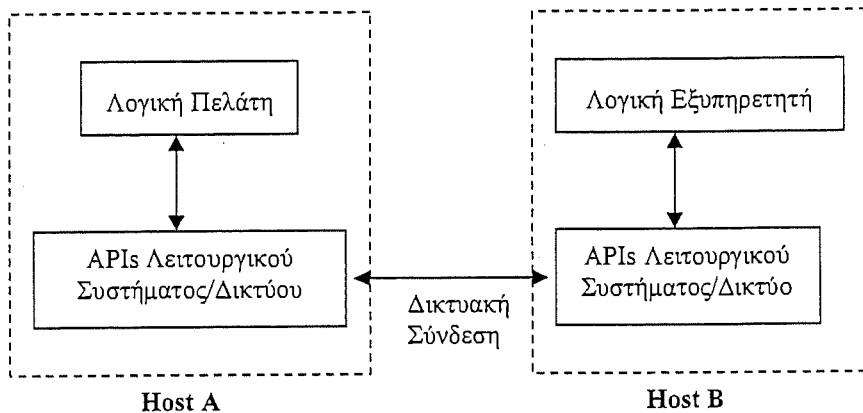 Λογική Πελάτη
Λογική Εξυπηρετητή
APIs Λειτουργικού
Συστήματος/Δικτύου
APIs Λειτουργικού
Συστήματος/Δικτύο
Δικτυακή
Σύνδεση
Host A
Host B